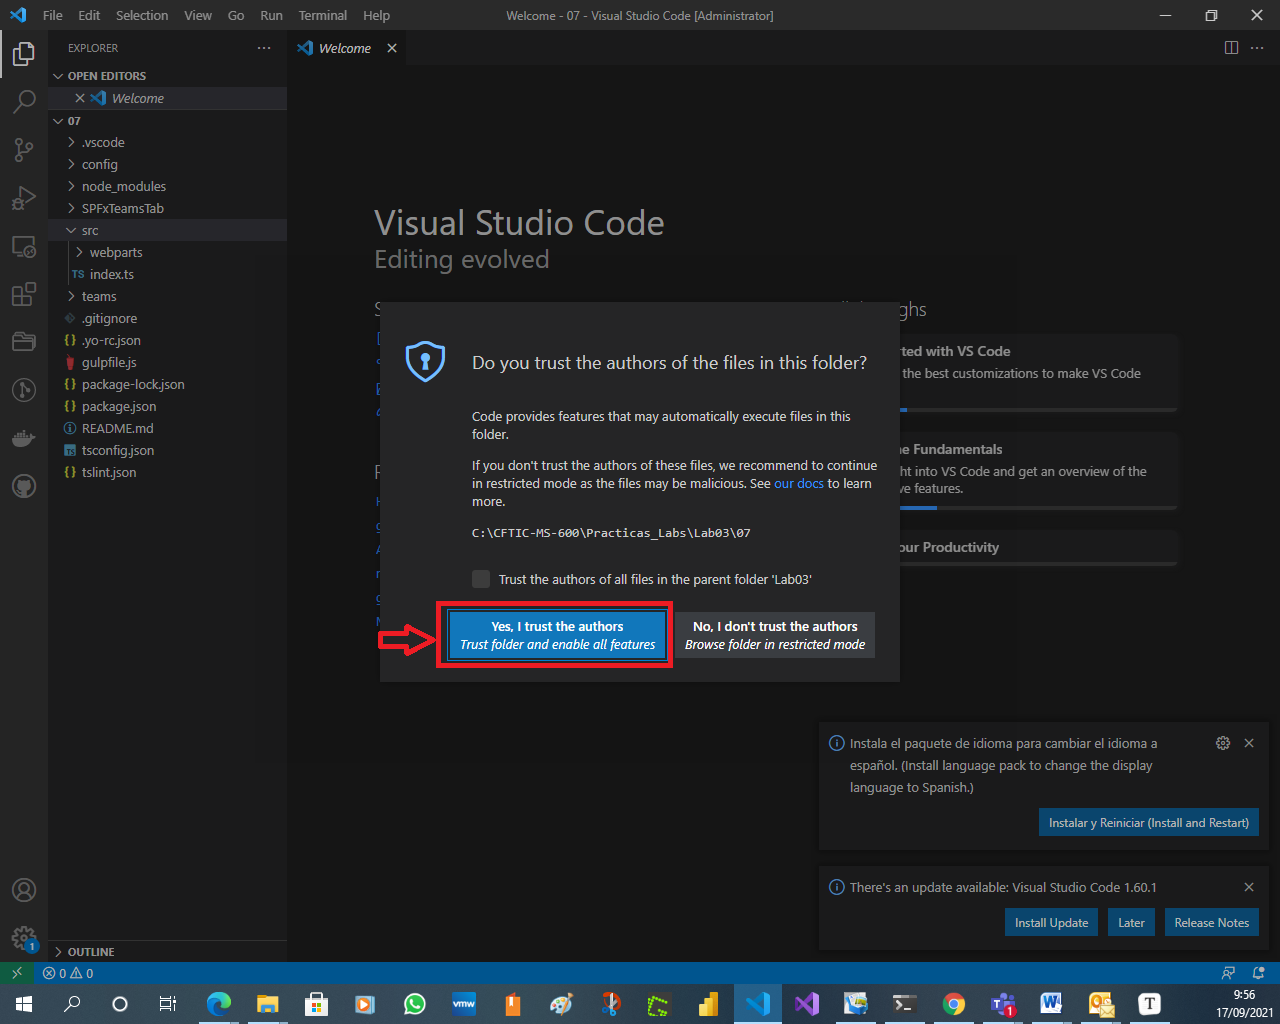 File Edit Selection View Go Run Terminal Help
Welcome - 07 - Visual Studio Code [Administrator]
EXPLORER
Welcome
OPEN EDITORS
Welcome
07
.vscode
config
node_modules
SPFxTeamsTab
src
webparts
TS index.ts
teams
.gitignore
{} .yo-rc.json
gulpfile.js
{} package-lock.json
{} package.json
README.md
TS tsconfig.json
{} tslint.json
OUTLINE
Visual Studio Code
Editing evolved
ghs
ted with VS Code
the best customizations to make VS Code
e Fundamentals
ht into VS Code and get an overview of the
ve features.
our Productivity
Do you trust the authors of the files in this folder?
Code provides features that may automatically execute files in this
folder.
If you don't trust the authors of these files, we recommend to continue
in restricted mode as the files may be malicious. See our docs to learn
more.
C:\CFTIC-MS-600\Practicas_Labs\Lab03\07
Trust the authors of all files in the parent folder 'Lab03'
Yes, I trust the authors
Trust folder and enable all features
No, I don't trust the authors
Browse folder in restricted mode
Instala el paquete de idioma para cambiar el idioma a
español. (Install language pack to change the display
language to Spanish.)
Instalar y Reiniciar (Install and Restart)
There's an update available: Visual Studio Code 1.60.1
Install Update Later Release Notes
1
0 0
vmw
1
T
9:56
17/09/2021